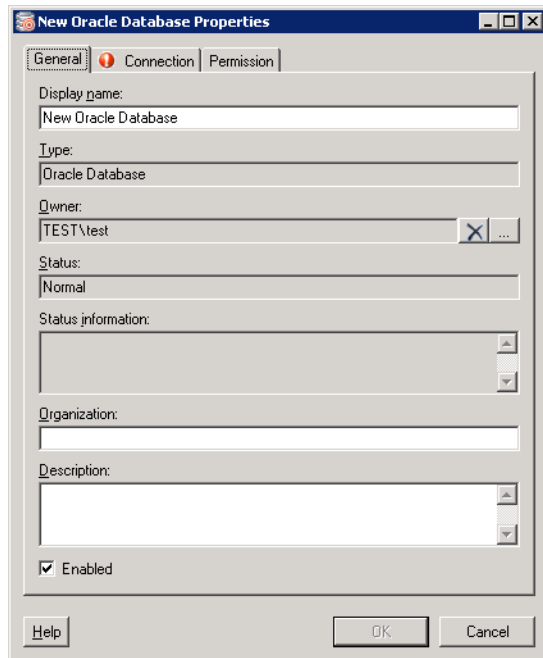 New Oracle Database Properties
General Connection Permission
Display name:
New Oracle Database
Type:
Oracle Database
Owner:
TEST\test
...
Status:
Normal
Status information:
Organization:
Description:
Enabled
Help OK Cancel